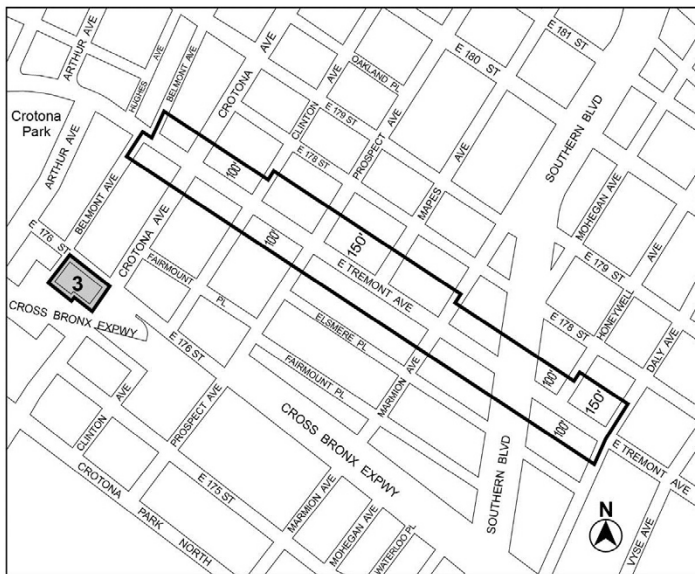 E 181 ST
ARTHUR AVE
HUGHES
AVE
BELMONT AVE
CROTONA
AVE
E 180 ST
OAKLAND PL
AVE
CLINTON
E 179 ST
PROSPECT
AVE
SOUTHERN BLVD
Crotona
Park
ARTHUR AVE
E 178 ST
MAPES
MOHEGAN AVE
AVE
BELMONT AVE
100'
100'
150'
E TREMONT AVE
E 179 ST
E 176 ST
CROTONA AVE
FAIRMOUNT
PL
3
E 178 ST
HONEYWELL
DALY AVE
CROSS BRONX EXPWY
ELSMERE PL
100'
150'
E 176 ST
FAIRMOUNT PL
MARMION AVE
100'
AVE
CLINTON
PROSPECT AVE
CROSS BRONX EXPWY
SOUTHERN BLVD
E TREMONT AVE
CROTONA
PARK
NORTH
E 175 ST
MARMION AVE
MOHEGAN AVE
WATERLOO PL
N
VYSE AVE